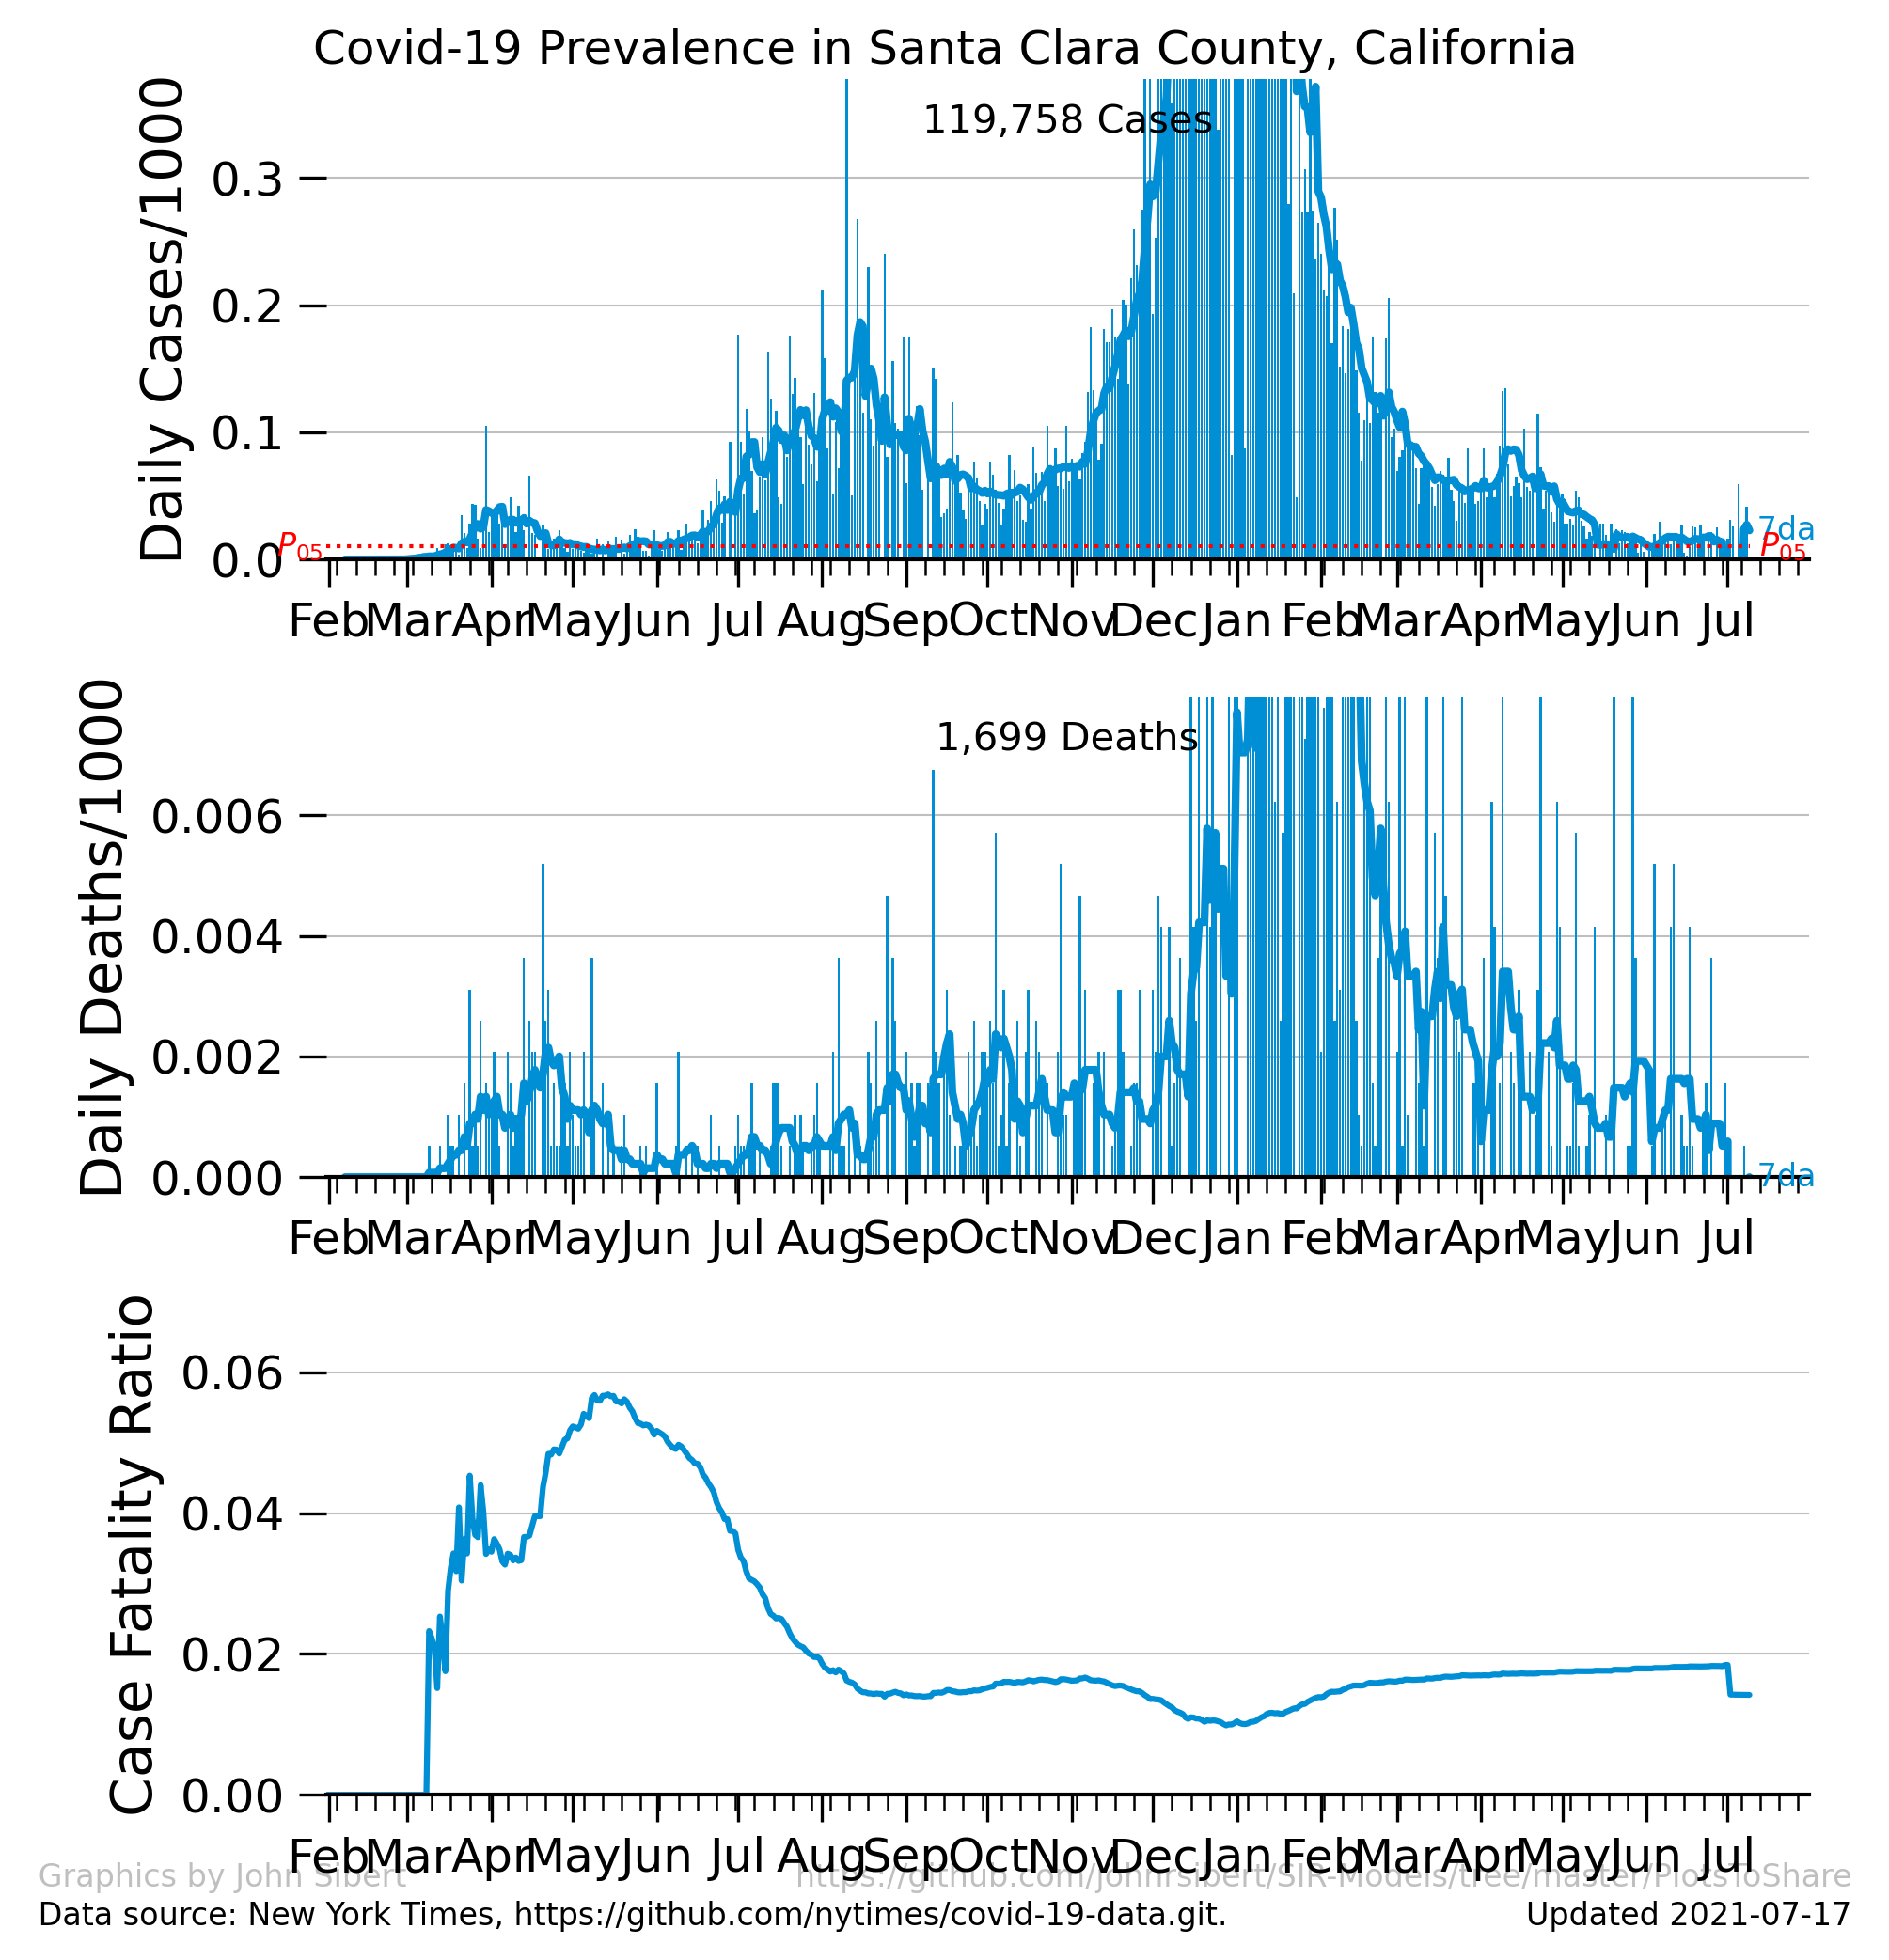 Covid-19 Prevalence in Santa Clara County, California
Daily Cases/1000
119,758 Cases
0.3
0.2
0.1
0.0
P05
7da
P05
Feb Mar Apr May Jun Jul Aug Sep Oct Nov Dec Jan Feb Mar Apr May Jun Jul
Daily Deaths/1000
1,699 Deaths
0.006
0.004
0.002
0.000
7da
Feb Mar Apr May Jun Jul Aug Sep Oct Nov Dec Jan Feb Mar Apr May Jun Jul
Case Fatality Ratio
0.06
0.04
0.02
0.00
Feb Mar Apr May Jun Jul Aug Sep Oct Nov Dec Jan Feb Mar Apr May Jun Jul
Graphics by John Sibert https://github.com/johnrsibert/SIR-Models/tree/master/PlotsToShare
Data source: New York Times, https://github.com/nytimes/covid-19-data.git. Updated 2021-07-17